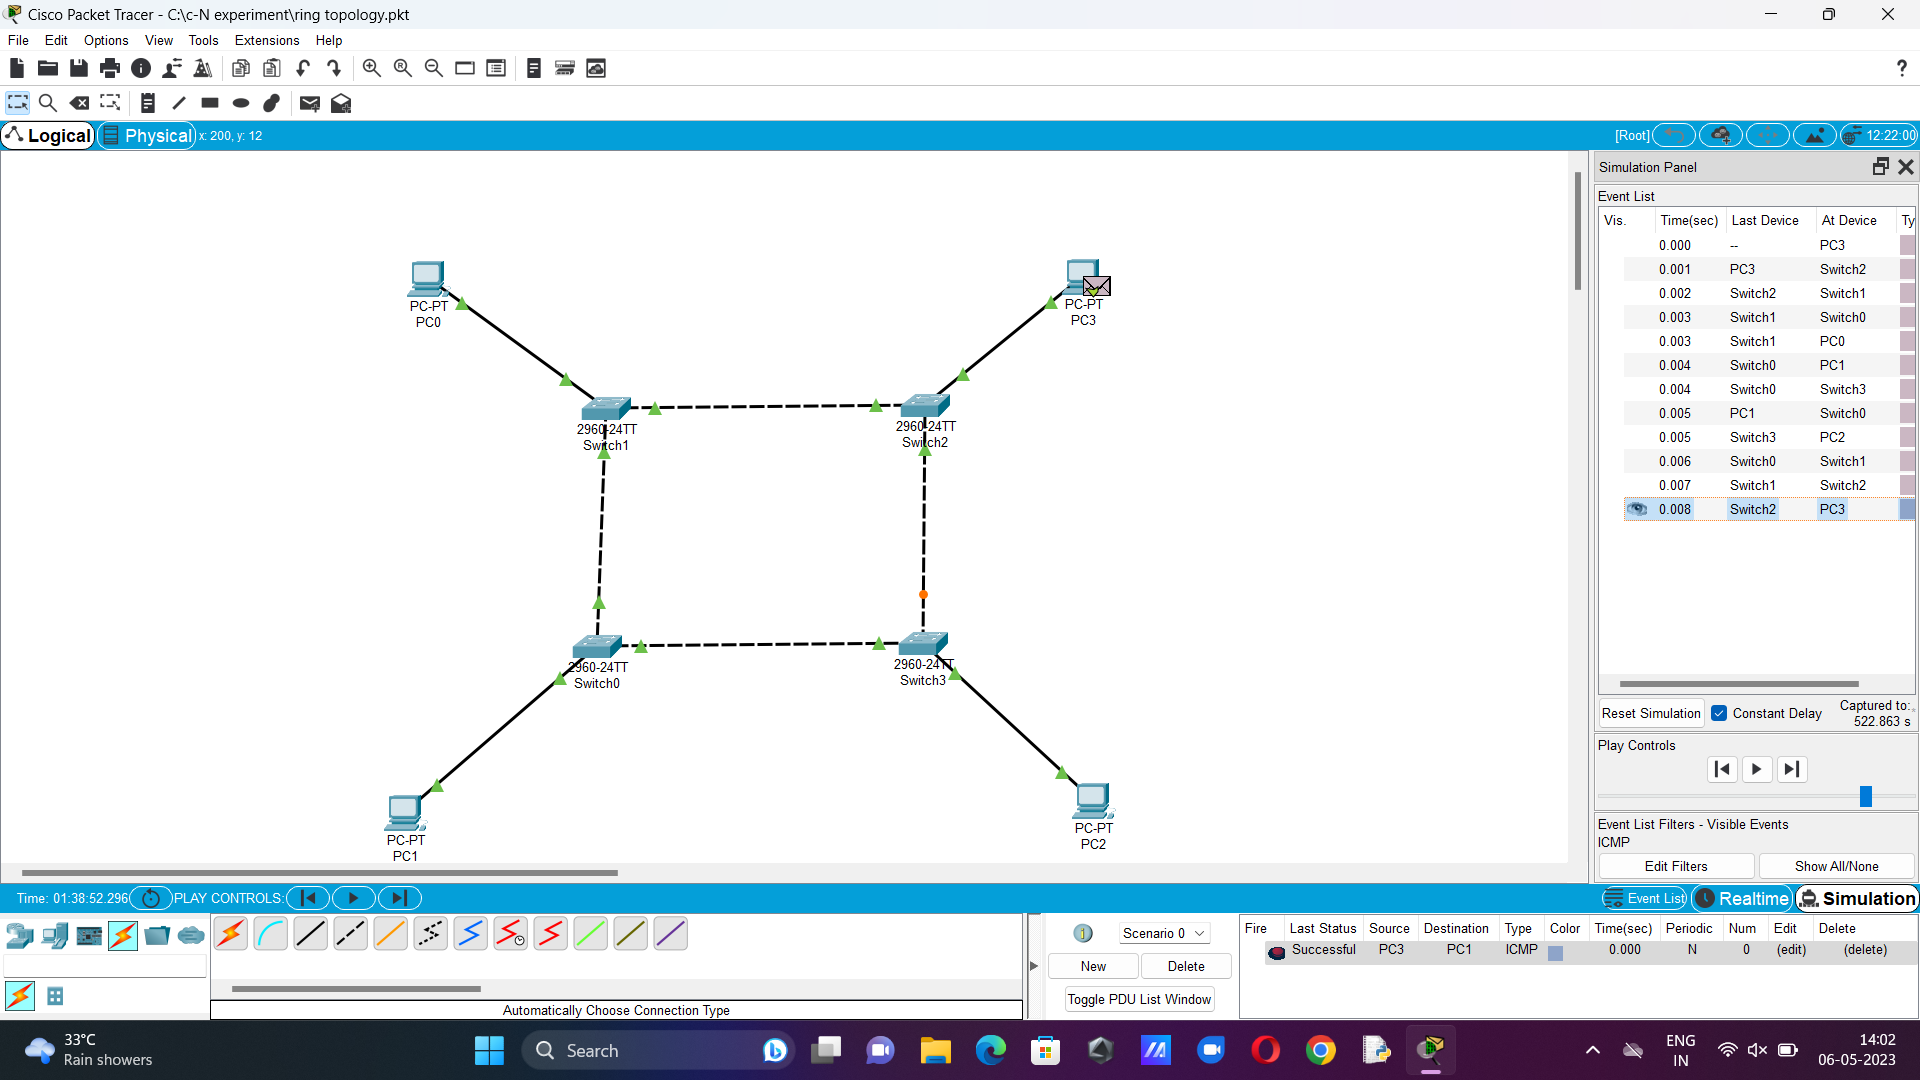 Cisco Packet Tracer - C:\c-N experiment\ring topology.pkt
File Edit Options View Tools Extensions Help
?
Logical Physical x: 200, y: 12 [Root] 12:22:00
Simulation Panel
Event List
Vis. Time(sec) Last Device At Device Ty
0.000 -- PC3
0.001 PC3 Switch2
0.002 Switch2 Switch1
0.003 Switch1 Switch0
0.003 Switch1 PC0
0.004 Switch0 PC1
0.004 Switch0 Switch3
0.005 PC1 Switch0
0.005 Switch3 PC2
0.006 Switch0 Switch1
0.007 Switch1 Switch2
0.008 Switch2 PC3
Reset Simulation Constant Delay Captured to:
522.863 s
Play Controls
Event List Filters - Visible Events
ICMP
Edit Filters Show All/None
PC-PT
PC0
PC-PT
PC3
2960-24TT
Switch1
2960-24TT
Switch2
2960-24TT
Switch0
2960-24TT
Switch3
PC-PT
PC1
PC-PT
PC2
Time: 01:38:52.296 PLAY CONTROLS: Event List Realtime Simulation
Automatically Choose Connection Type
1 Scenario 0
New Delete
Toggle PDU List Window
Fire Last Status Source Destination Type Color Time(sec) Periodic Num Edit Delete
Successful PC3 PC1 ICMP 0.000 N 0 (edit) (delete)
33°C
Rain showers
Search
ENG
IN
14:02
06-05-2023